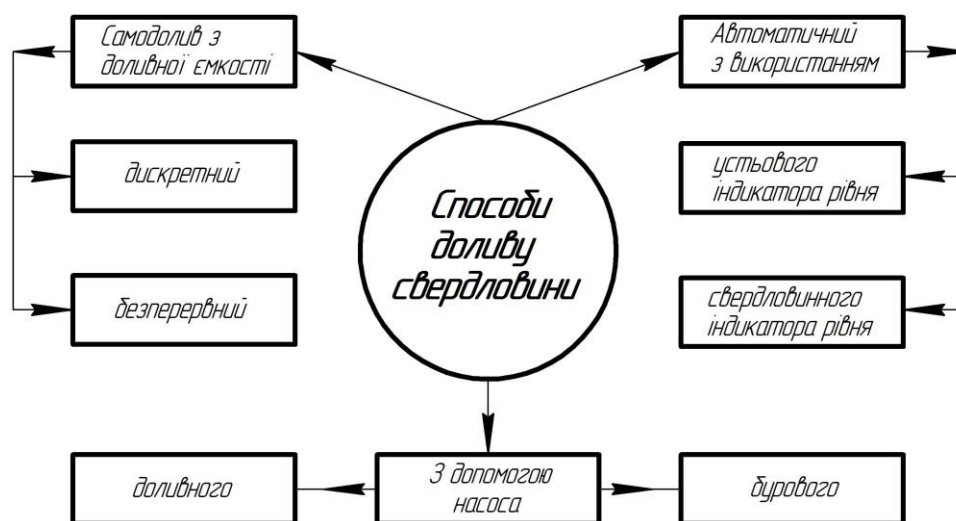 Самодолив з
доливної емкості
Автоматичний
з використанням
дискретний
устьового
індикатора рівня
Способи
доливу
свердловини
безперервний
свердловинного
індикатора рівня
доливного
З допомогою
насоса
бурового